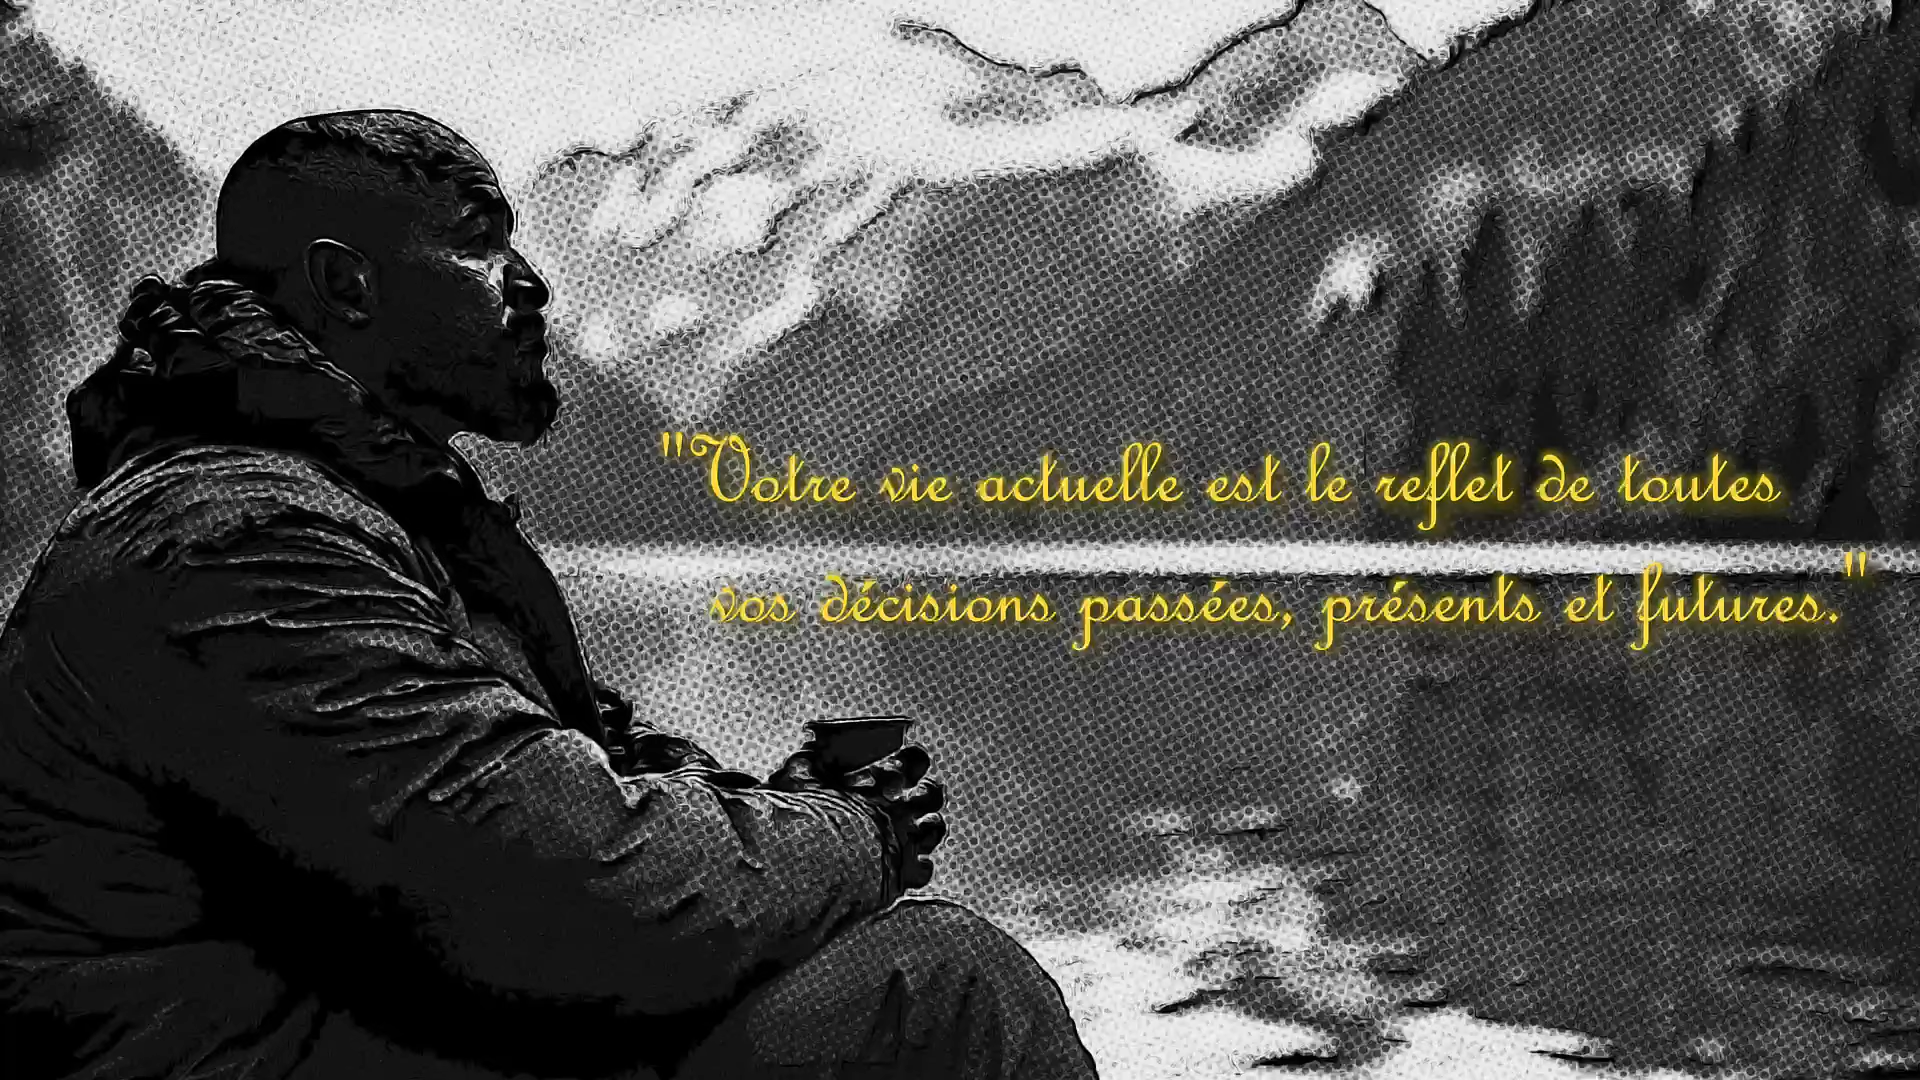 "Votre vie actuelle est le reflet de toutes
vos décisions passées, présents et futures."